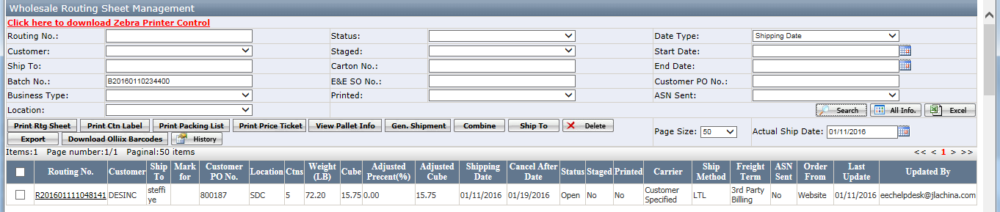 Wholesale Routing Sheet Management
Click here to download Zebra Printer Control
Routing No.: Status: Date Type: Shipping Date
Customer: Staged: Start Date:
Ship To: Carton No.: End Date:
Batch No.: B20160110234400 E&E SO No.: Customer PO No.:
Business Type: Printed: ASN Sent:
Location: Search All Info. Excel
Print Rtg Sheet Print Ctn Label Print Packing List Print Price Ticket View Pallet Info Gen. Shipment Combine Ship To Delete
Page Size: 50 Actual Ship Date: 01/11/2016
Export Download Olliix Barcodes History
Items:1 Page number:1/1 Paginal:50 items << < 1 > >>
Routing No. Customer Ship To Mark for Customer PO No. Location Ctns Weight (LB) Cube Adjusted Precent(%) Adjusted Cube Shipping Date Cancel After Date Status Staged Printed Carrier Ship Method Freight Term ASN Sent Order From Last Update Updated By
R201601111048141 DESINC steffi ye 800187 SDC 5 72.20 15.75 0.00 15.75 01/11/2016 01/19/2016 Open No No Customer Specified LTL 3rd Party Billing No Website 01/11/2016 eechelpdesk@jlachina.com